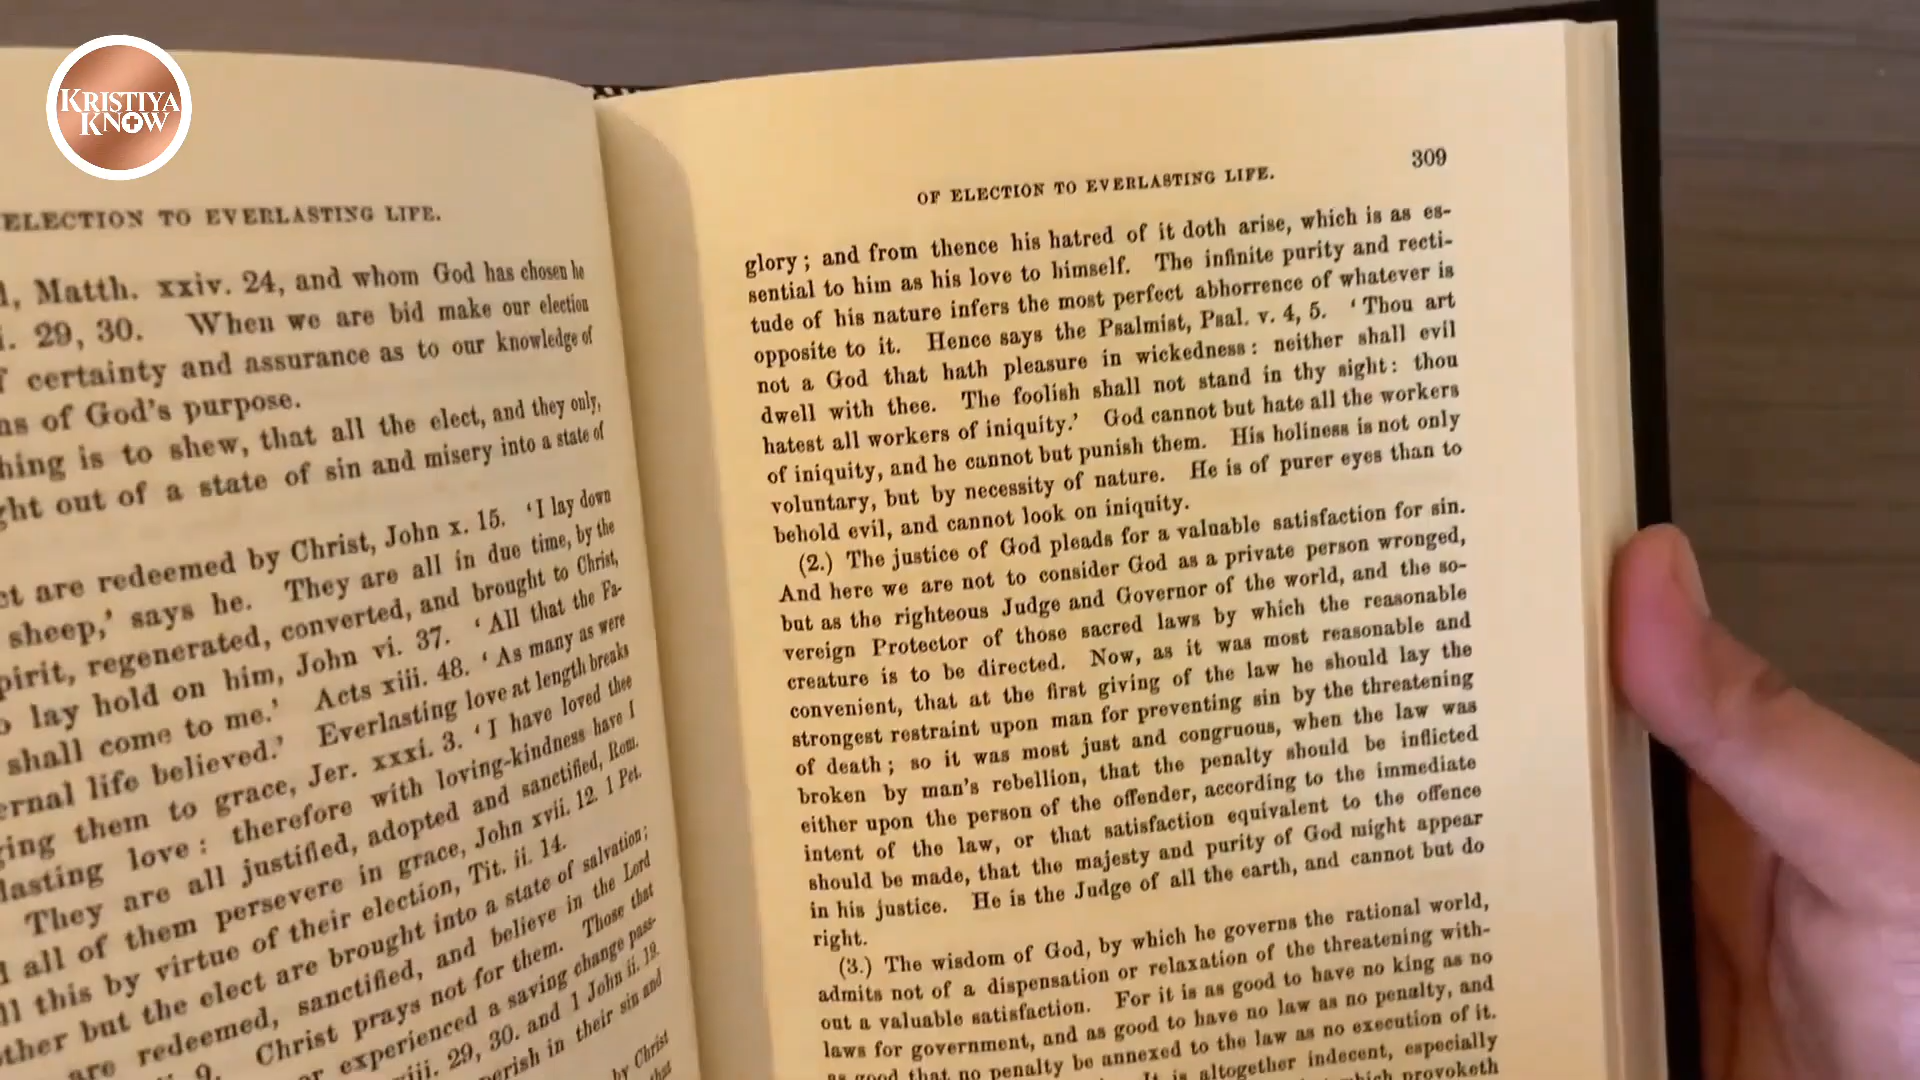 KRISTIYA
KNOW
ELECTION TO EVERLASTING LIFE.
Matth. xxiv. 24, and whom God has chosen he
29, 30. When we are bid make our election
certainty and assurance as to our knowledge of
of God's purpose.
is to shew, that all the elect, and they only,
out of a state of sin and misery into a state of
are redeemed by Christ, John x. 15. 'I lay down
sheep,' says he. They are all in due time, by the
regenerated, converted, and brought to Christ,
lay hold on him, John vi. 37. 'All that the Fa-
shall come to me.' Acts xiii. 48. 'As many as were
life believed.' Everlasting love at length breaks
them to grace, Jer. xxxi. 3. 'I have loved thee
love: therefore with loving-kindness have I
They are all justified, adopted and sanctified, Rom.
all of them persevere in grace, John xvii. 12. 1 Pet.
this by virtue of their election, Tit. ii. 14.
but the elect are brought into a state of salvation;
are redeemed, sanctified, and believe in the Lord
9. Christ prays not for them. Those that
experienced a saving change pass-
29, 30. and 1 John ii. 19.
in their sin and
by Christ
that
309
OF ELECTION TO EVERLASTING LIFE.
glory; and from thence his hatred of it doth arise, which is as es-
sential to him as his love to himself. The infinite purity and recti-
tude of his nature infers the most perfect abhorrence of whatever is
opposite to it. Hence says the Psalmist, Psal. v. 4, 5. 'Thou art
not a God that hath pleasure in wickedness: neither shall evil
dwell with thee. The foolish shall not stand in thy sight: thou
hatest all workers of iniquity.' God cannot but hate all the workers
of iniquity, and he cannot but punish them. His holiness is not only
voluntary, but by necessity of nature. He is of purer eyes than to
behold evil, and cannot look on iniquity.
(2.) The justice of God pleads for a valuable satisfaction for sin.
And here we are not to consider God as a private person wronged,
but as the righteous Judge and Governor of the world, and the so-
vereign Protector of those sacred laws by which the reasonable
creature is to be directed. Now, as it was most reasonable and
convenient, that at the first giving of the law he should lay the
strongest restraint upon man for preventing sin by the threatening
of death; so it was most just and congruous, when the law was
broken by man's rebellion, that the penalty should be inflicted
either upon the person of the offender, according to the immediate
intent of the law, or that satisfaction equivalent to the offence
should be made, that the majesty and purity of God might appear
in his justice. He is the Judge of all the earth, and cannot but do
right.
(3.) The wisdom of God, by which he governs the rational world,
admits not of a dispensation or relaxation of the threatening with-
out a valuable satisfaction. For it is as good to have no king as no
laws for government, and as good to have no law as no penalty, and
as good that no penalty be annexed to the law as no execution of it.
It is altogether indecent, especially
which provoketh